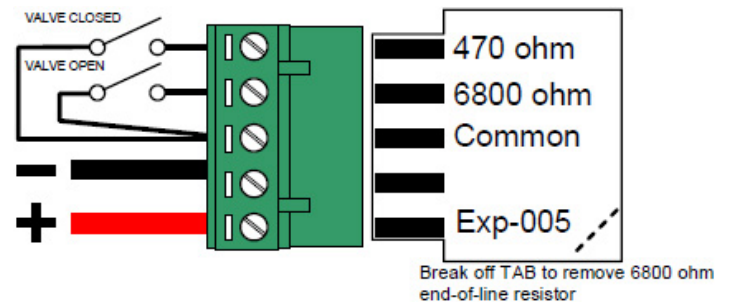 VALVE CLOSED
VALVE OPEN
-
+
470 ohm
6800 ohm
Common
Exp-005
Break off TAB to remove 6800 ohm
end-of-line resistor